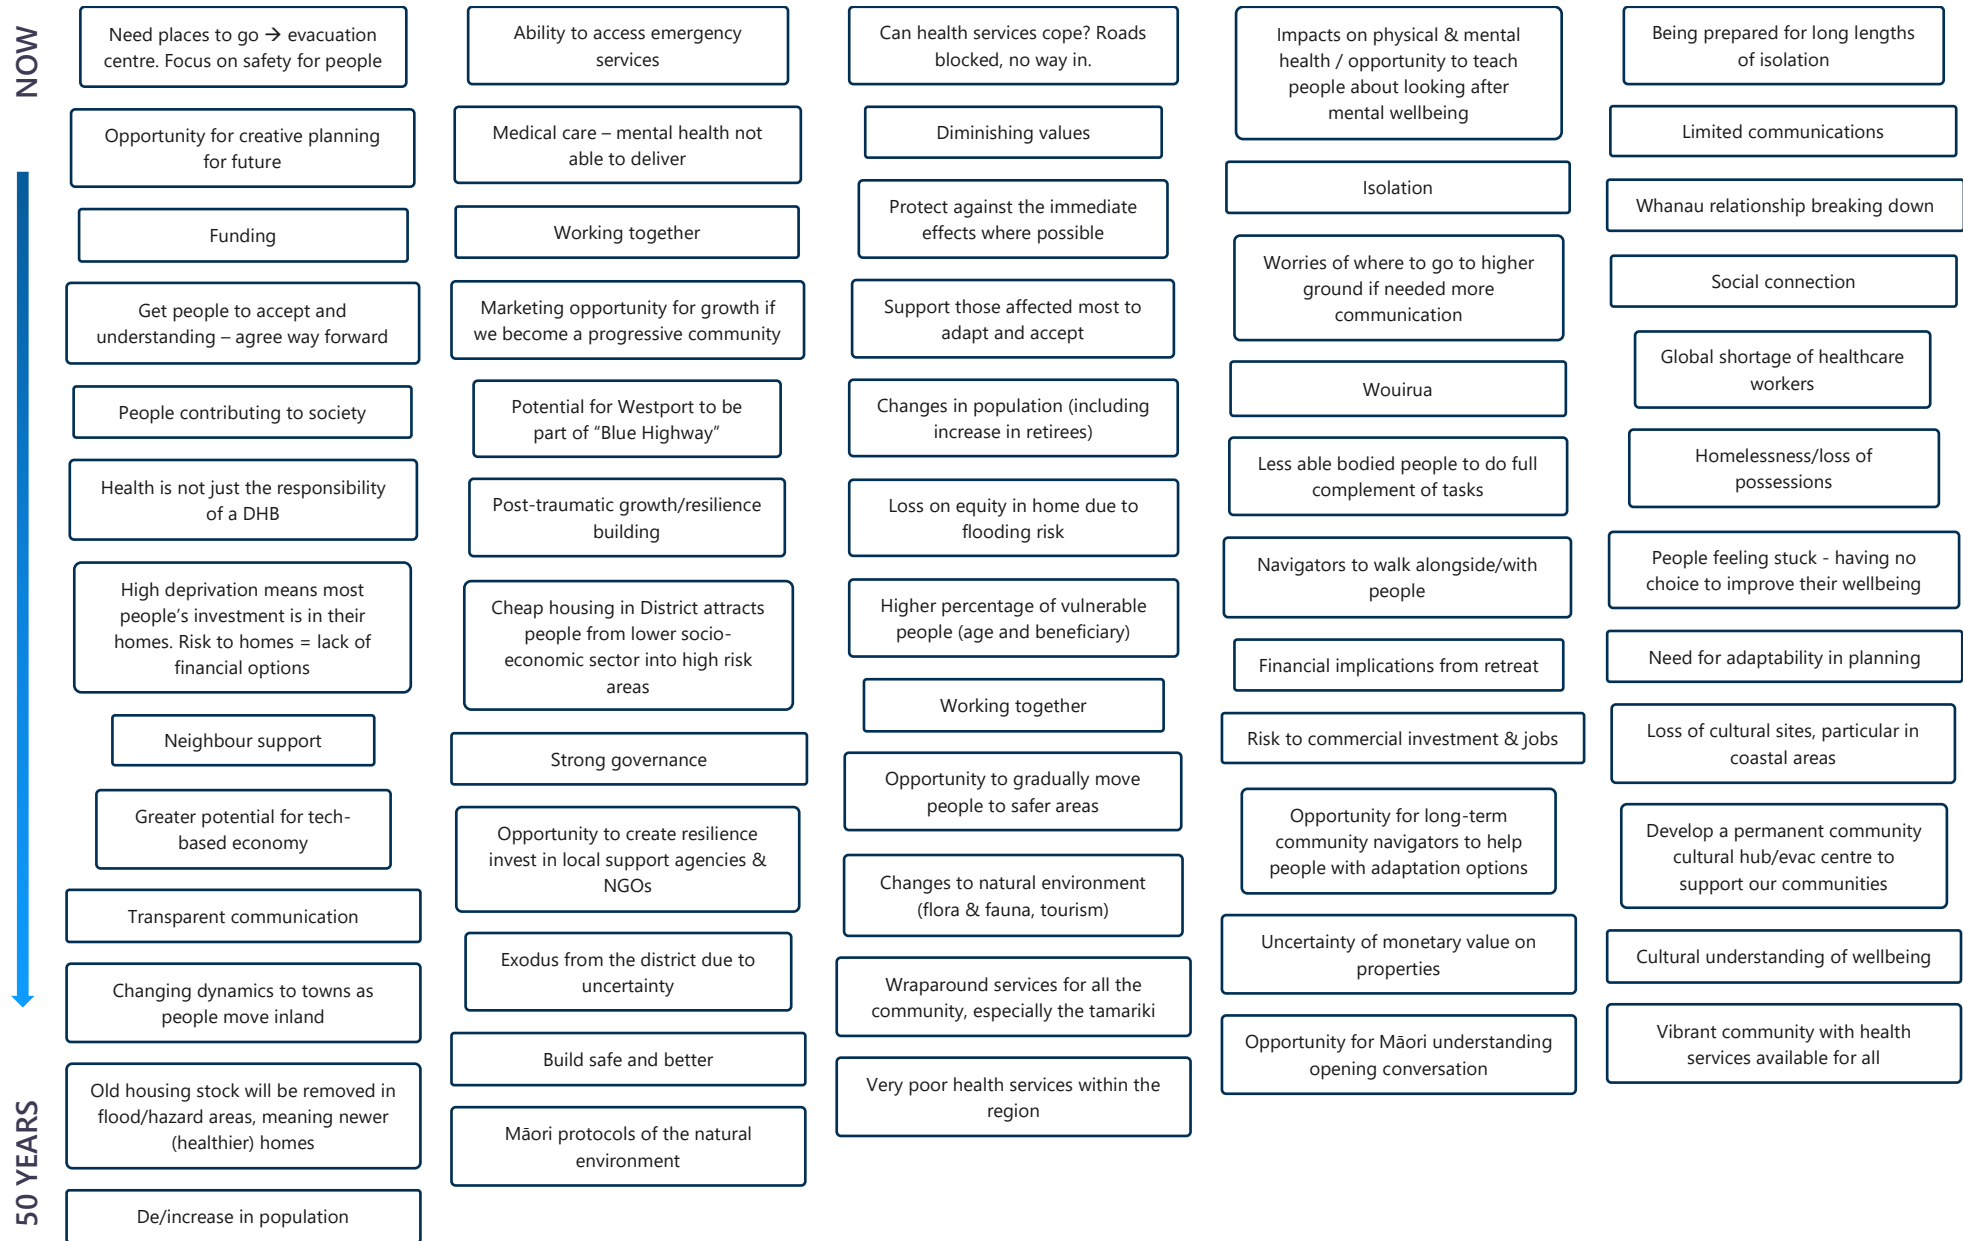 NOW
50 YEARS
Need places to go → evacuation
centre. Focus on safety for people
Opportunity for creative planning
for future
Funding
Get people to accept and
understanding – agree way forward
People contributing to society
Health is not just the responsibility
of a DHB
High deprivation means most
people’s investment is in their
homes. Risk to homes = lack of
financial options
Neighbour support
Greater potential for tech-
based economy
Transparent communication
Changing dynamics to towns as
people move inland
Old housing stock will be removed in
flood/hazard areas, meaning newer
(healthier) homes
De/increase in population
Ability to access emergency
services
Medical care – mental health not
able to deliver
Working together
Marketing opportunity for growth if
we become a progressive community
Potential for Westport to be
part of “Blue Highway”
Post-traumatic growth/resilience
building
Cheap housing in District attracts
people from lower socio-
economic sector into high risk
areas
Strong governance
Opportunity to create resilience
invest in local support agencies &
NGOs
Exodus from the district due to
uncertainty
Build safe and better
Māori protocols of the natural
environment
Can health services cope? Roads
blocked, no way in.
Diminishing values
Protect against the immediate
effects where possible
Support those affected most to
adapt and accept
Changes in population (including
increase in retirees)
Loss on equity in home due to
flooding risk
Higher percentage of vulnerable
people (age and beneficiary)
Working together
Opportunity to gradually move
people to safer areas
Changes to natural environment
(flora & fauna, tourism)
Wraparound services for all the
community, especially the tamariki
Very poor health services within the
region
Impacts on physical & mental
health / opportunity to teach
people about looking after
mental wellbeing
Isolation
Worries of where to go to higher
ground if needed more
communication
Wouirua
Less able bodied people to do full
complement of tasks
Navigators to walk alongside/with
people
Financial implications from retreat
Risk to commercial investment & jobs
Opportunity for long-term
community navigators to help
people with adaptation options
Uncertainty of monetary value on
properties
Opportunity for Māori understanding
opening conversation
Being prepared for long lengths
of isolation
Limited communications
Whanau relationship breaking down
Social connection
Global shortage of healthcare
workers
Homelessness/loss of
possessions
People feeling stuck - having no
choice to improve their wellbeing
Need for adaptability in planning
Loss of cultural sites, particular in
coastal areas
Develop a permanent community
cultural hub/evac centre to
support our communities
Cultural understanding of wellbeing
Vibrant community with health
services available for all